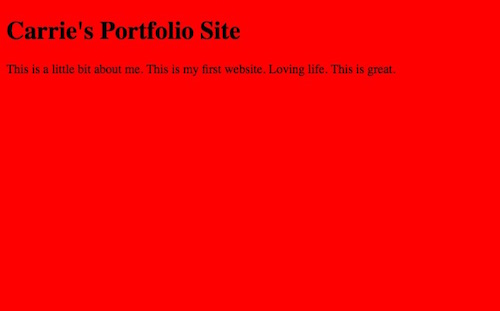 Carrie's Portfolio Site
This is a little bit about me. This is my first website. Loving life. This is great.